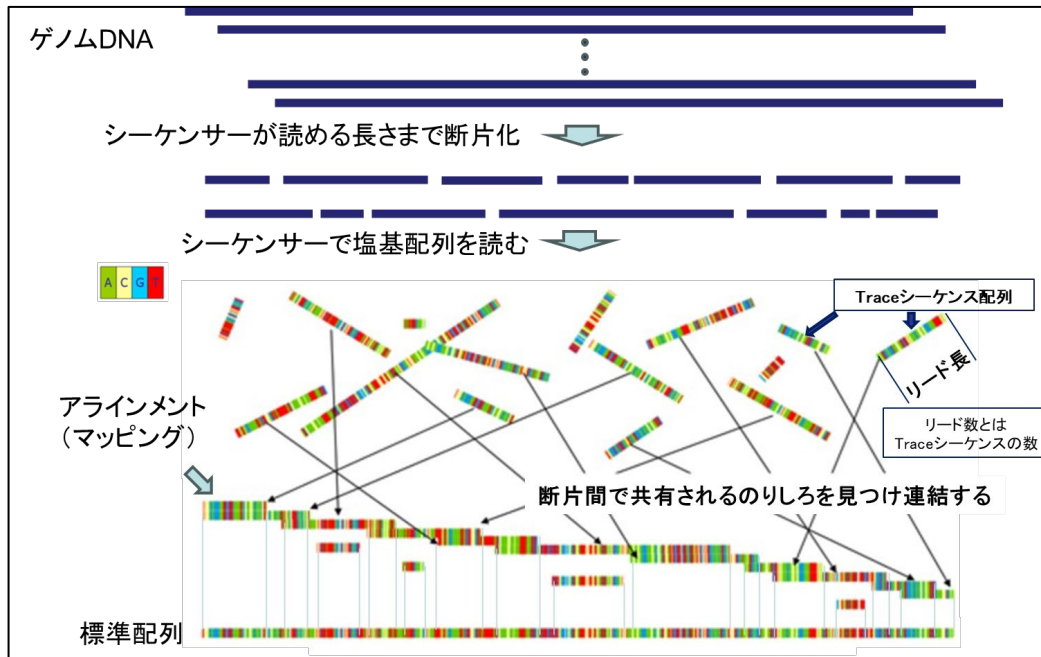 ゲノムDNA
シーケンサーが読める長さまで断片化
シーケンサーで塩基配列を読む
A C G T
Traceシーケンス配列
リード長
リード数とは
Traceシーケンスの数
アラインメント
(マッピング)
断片間で共有されるのりしろを見つけ連結する
標準配列